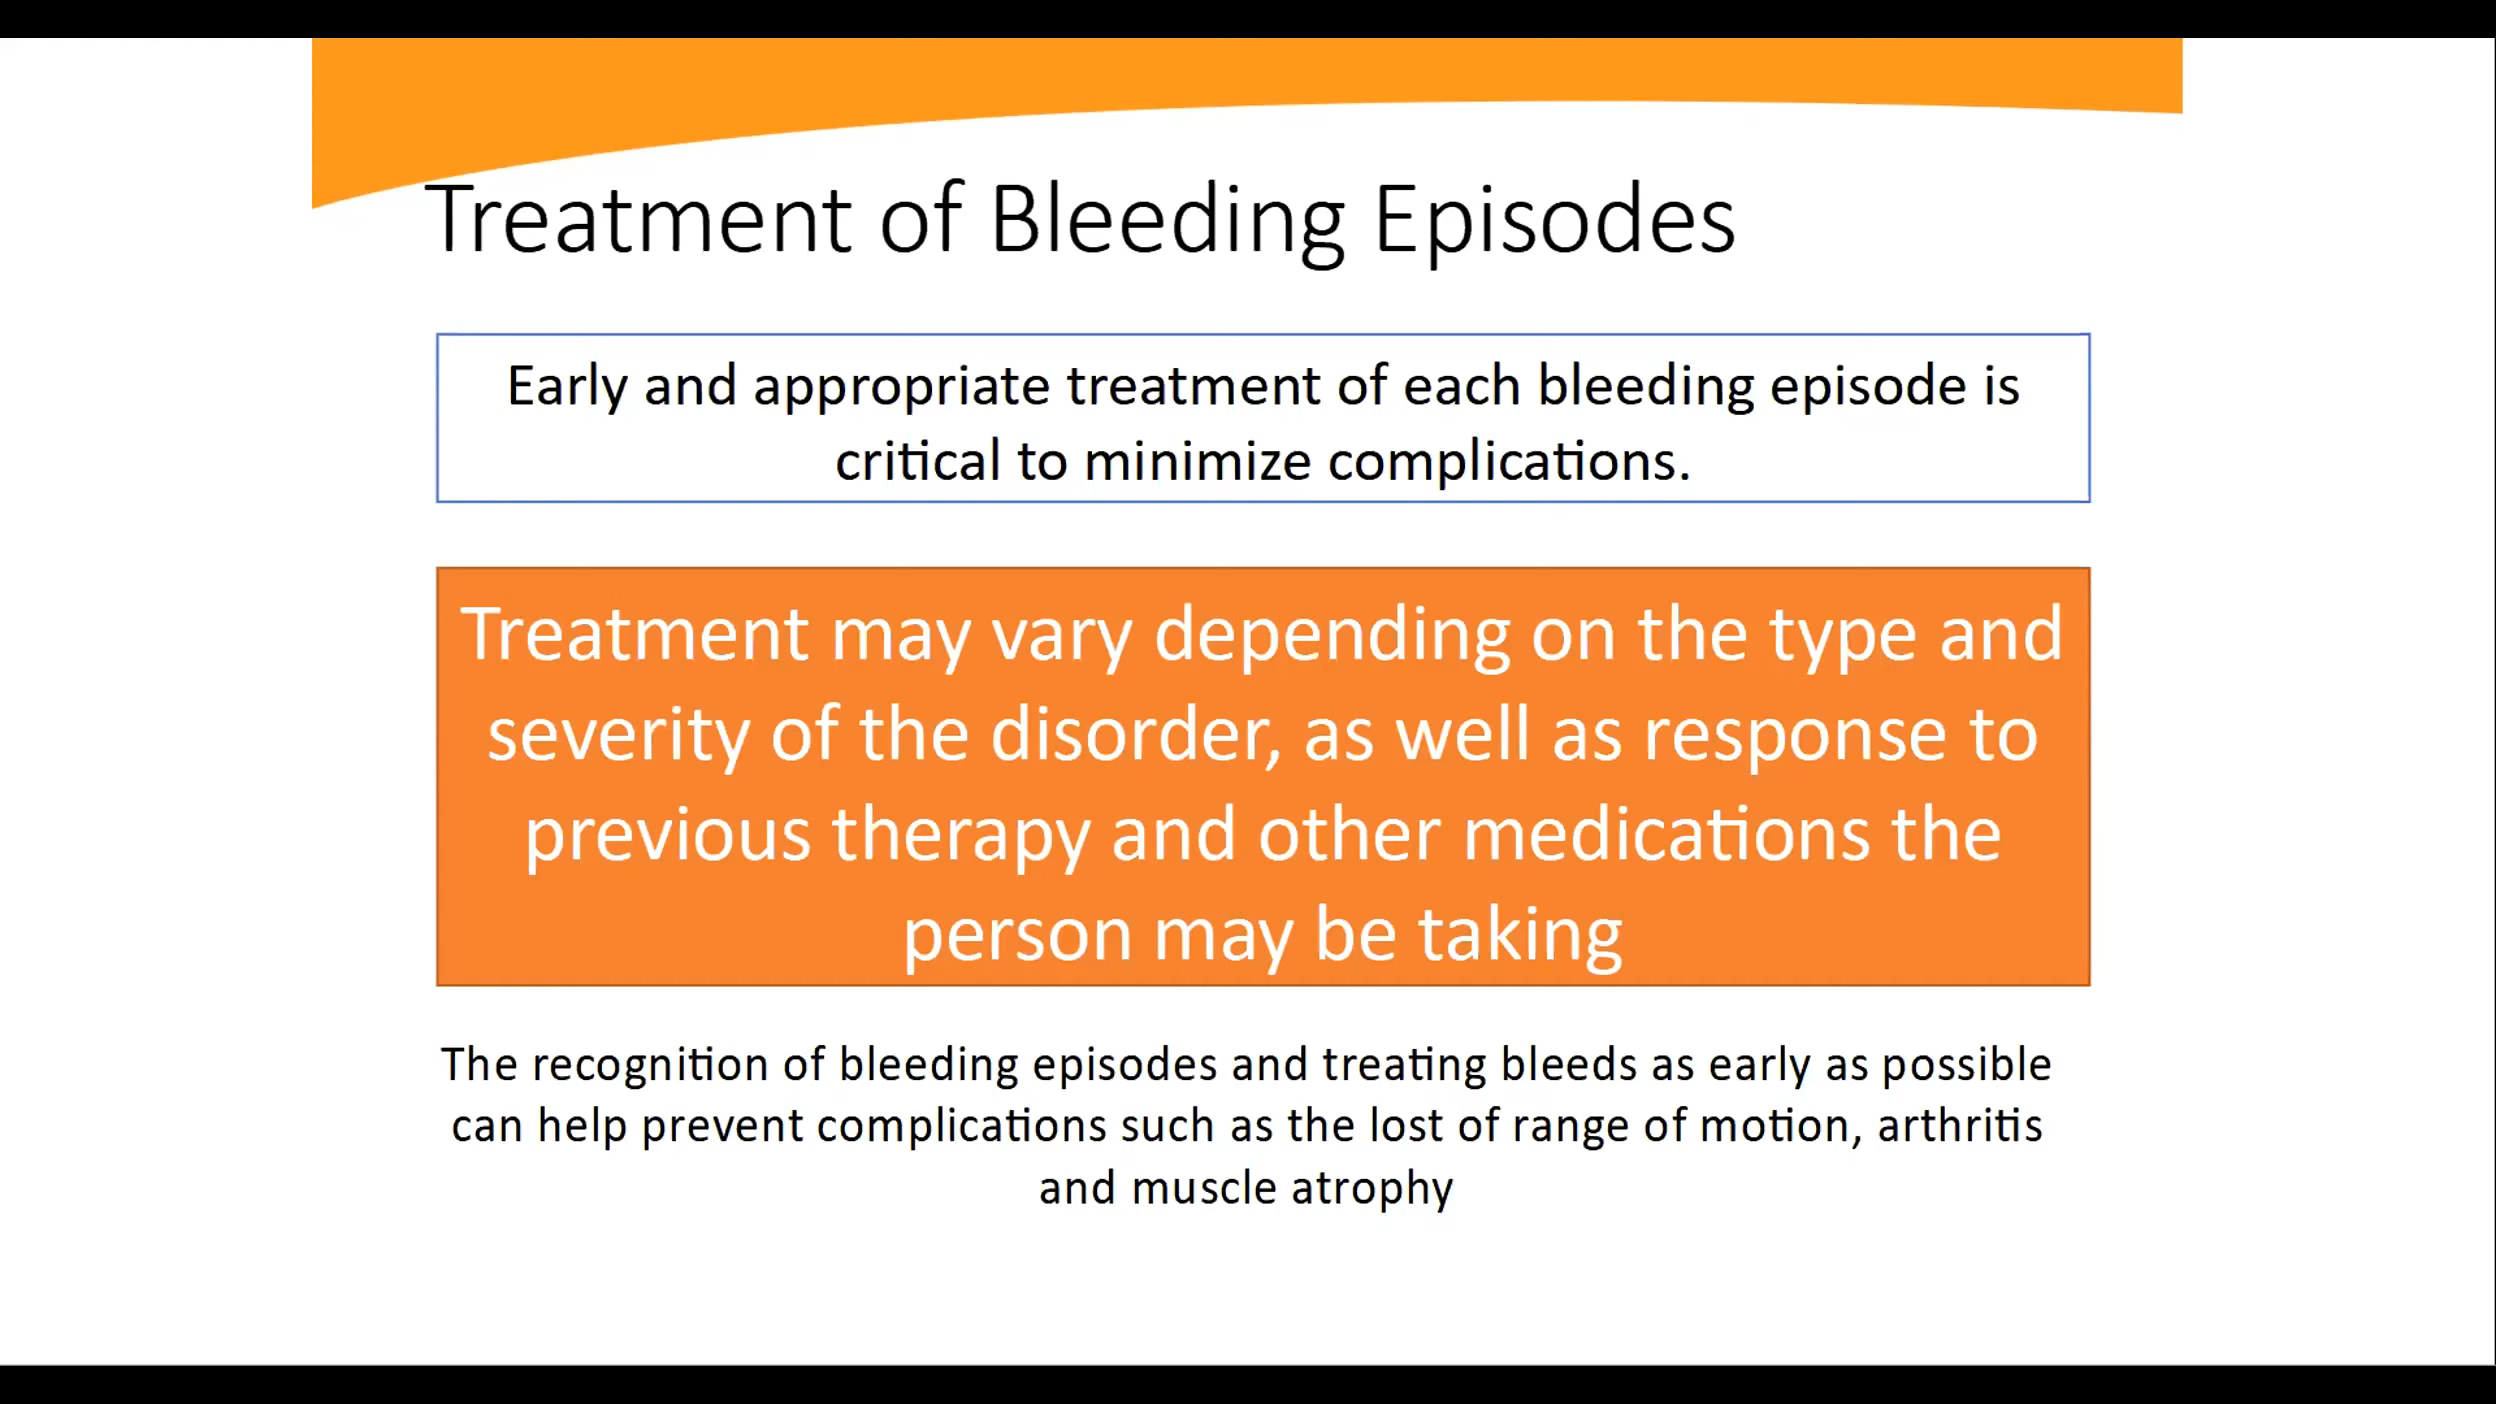 Treatment of Bleeding Episodes
Early and appropriate treatment of each bleeding episode is
critical to minimize complications.
Treatment may vary depending on the type and
severity of the disorder, as well as response to
previous therapy and other medications the
person may be taking
The recognition of bleeding episodes and treating bleeds as early as possible
can help prevent complications such as the lost of range of motion, arthritis
and muscle atrophy